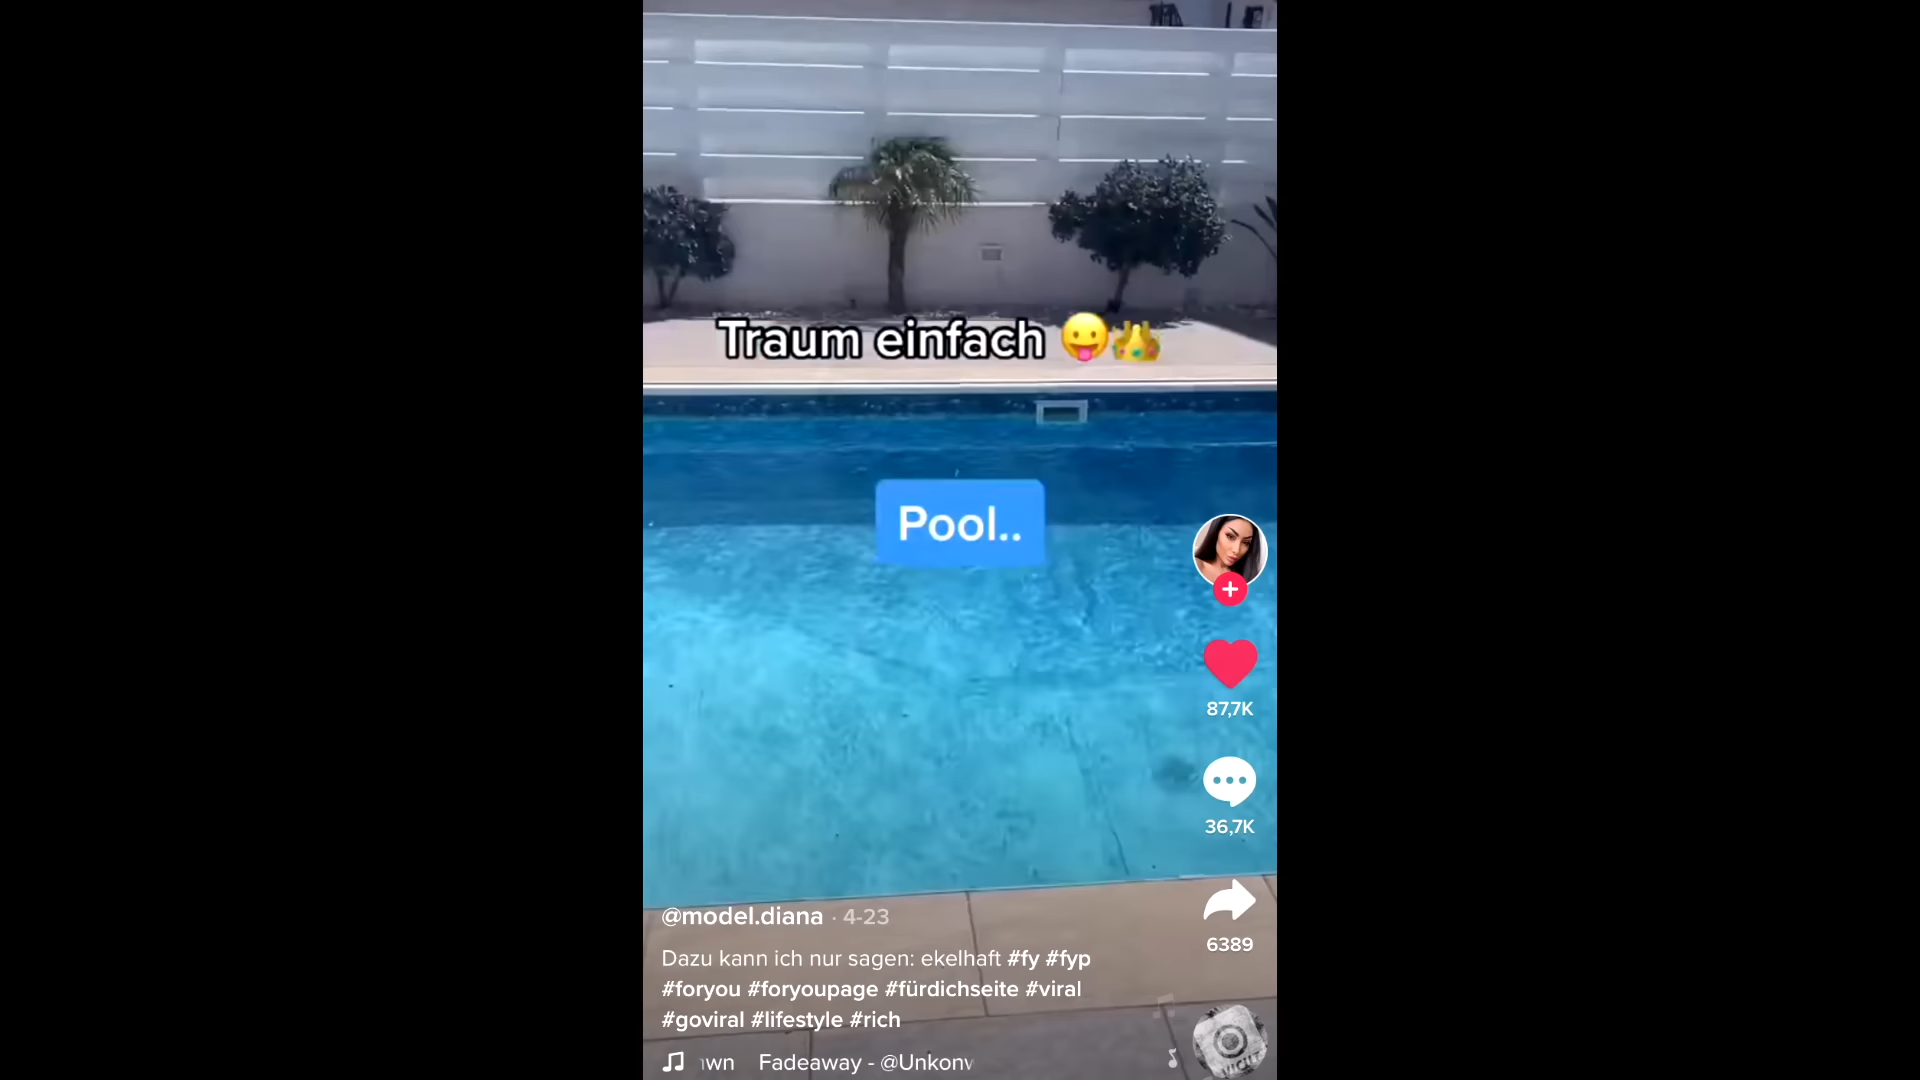 Traum einfach 😛👑
Pool..
87,7K
36,7K
6389
@model.diana · 4-23
Dazu kann ich nur sagen: ekelhaft #fy #fyp
#foryou #foryoupage #fürdichseite #viral
#goviral #lifestyle #rich
Fadeaway - @Unkonw